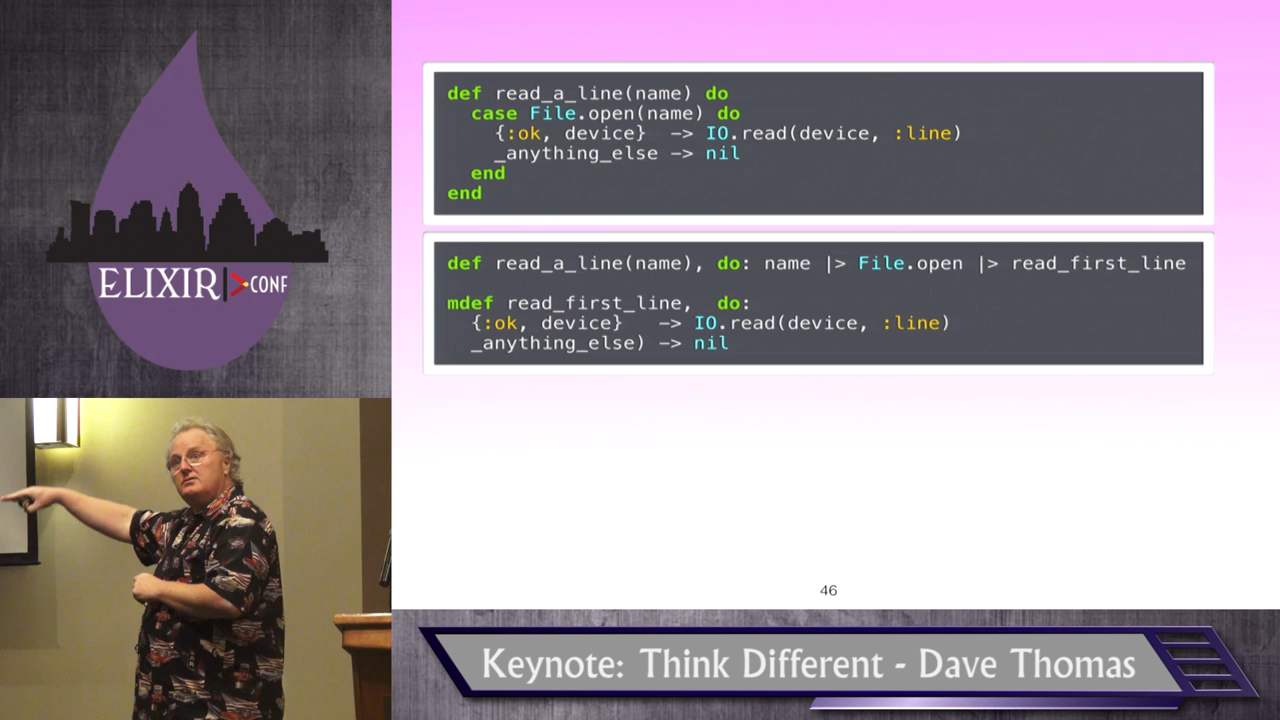 ELIXIR|>CONF
def read_a_line(name) do
  case File.open(name) do
    {:ok, device}  -> IO.read(device, :line)
    _anything_else -> nil
  end
end
def read_a_line(name), do: name |> File.open |> read_first_line
mdef read_first_line,  do:
  {:ok, device}   -> IO.read(device, :line)
  _anything_else) -> nil
46
Keynote: Think Different - Dave Thomas